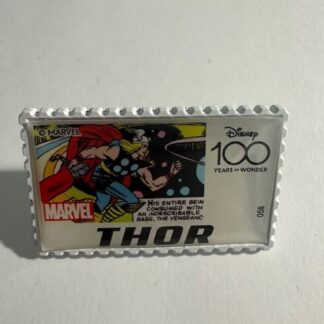 © MARVEL
Disney
100
YEARS OF WONDER
HIS ENTIRE BEIN
CONSUMED WITH
AN INDESCRIBABLE
RAGE, THE VENGEANC
MARVEL
THOR
058